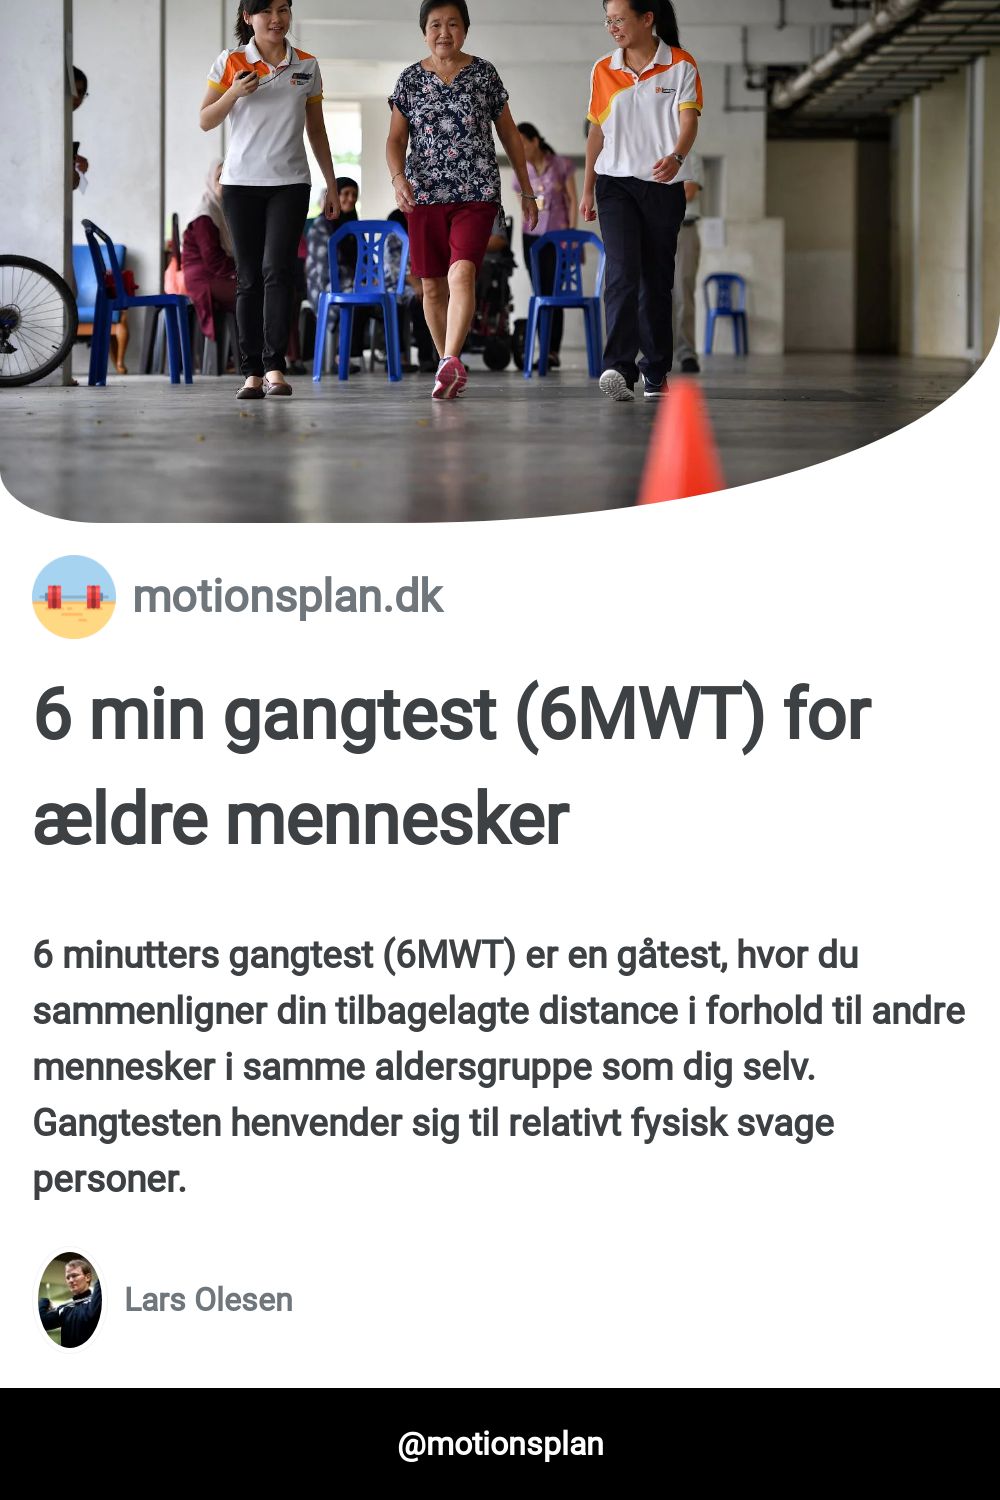 motionsplan.dk
6 min gangtest (6MWT) for
ældre mennesker
6 minutters gangtest (6MWT) er en gåtest, hvor du
sammenligner din tilbagelagte distance i forhold til andre
mennesker i samme aldersgruppe som dig selv.
Gangtesten henvender sig til relativt fysisk svage
personer.
Lars Olesen
@motionsplan